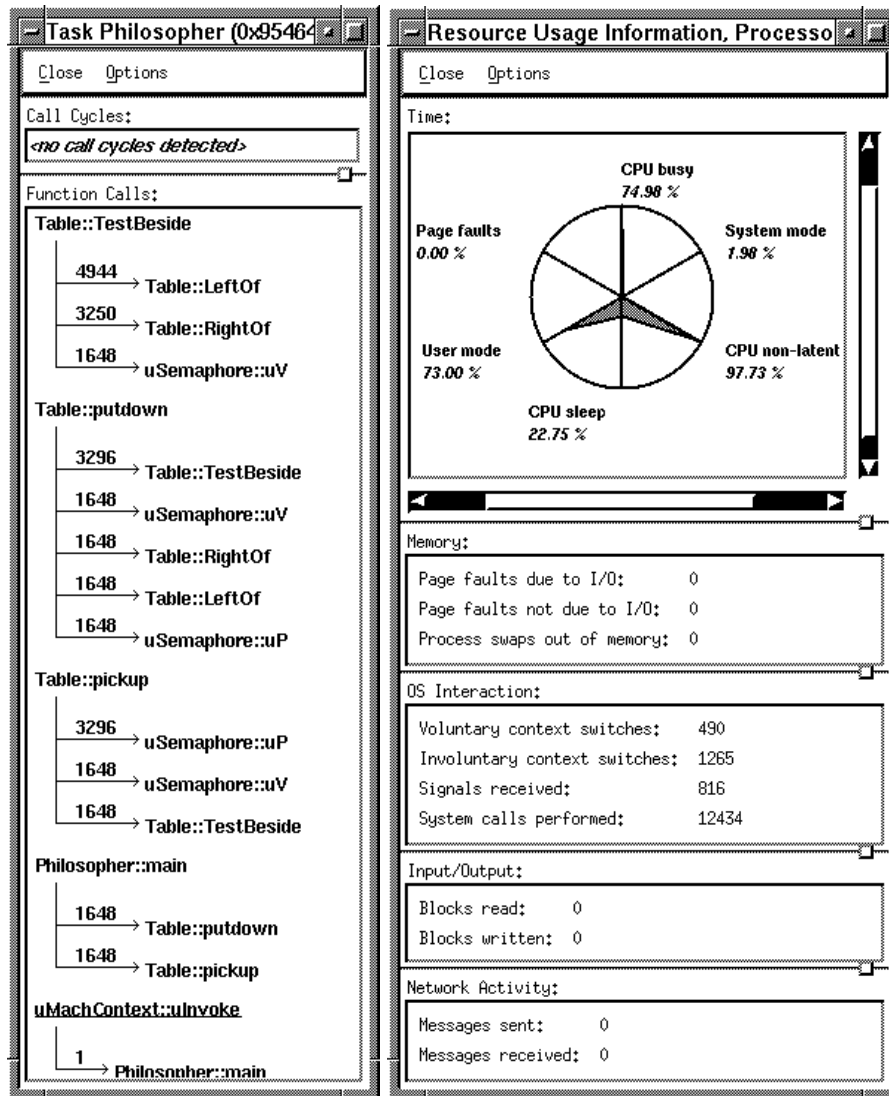 Task Philosopher (0x95464
Close Options
Call Cycles:
<no call cycles detected>
Function Calls:
Table::TestBeside
4944
Table::LeftOf
3250
Table::RightOf
1648
uSemaphore::uV
Table::putdown
3296
Table::TestBeside
1648
uSemaphore::uV
1648
Table::RightOf
1648
Table::LeftOf
1648
uSemaphore::uP
Table::pickup
3296
uSemaphore::uP
1648
uSemaphore::uV
1648
Table::TestBeside
Philosopher::main
1648
Table::putdown
1648
Table::pickup
uMachContext::uInvoke
1
Philosopher::main
Resource Usage Information, Processo
Close Options
Time:
CPU busy
74.98 %
Page faults
0.00 %
System mode
1.98 %
User mode
73.00 %
CPU non-latent
97.73 %
CPU sleep
22.75 %
Memory:
Page faults due to I/O: 0
Page faults not due to I/O: 0
Process swaps out of memory: 0
OS Interaction:
Voluntary context switches: 490
Involuntary context switches: 1265
Signals received: 816
System calls performed: 12434
Input/Output:
Blocks read: 0
Blocks written: 0
Network Activity:
Messages sent: 0
Messages received: 0